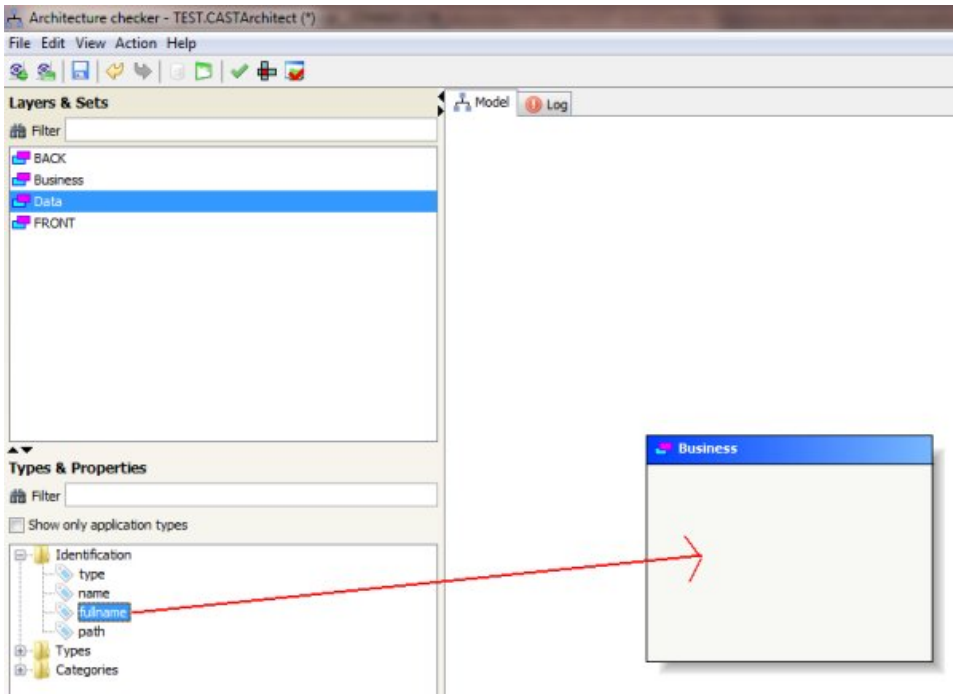 Architecture checker - TEST.CASTArchitect (*)
File Edit View Action Help
Layers & Sets
Model
Log
Filter
BACK
Business
Data
FRONT
Business
Types & Properties
Filter
Show only application types
Identification
type
name
fullname
path
Types
Categories